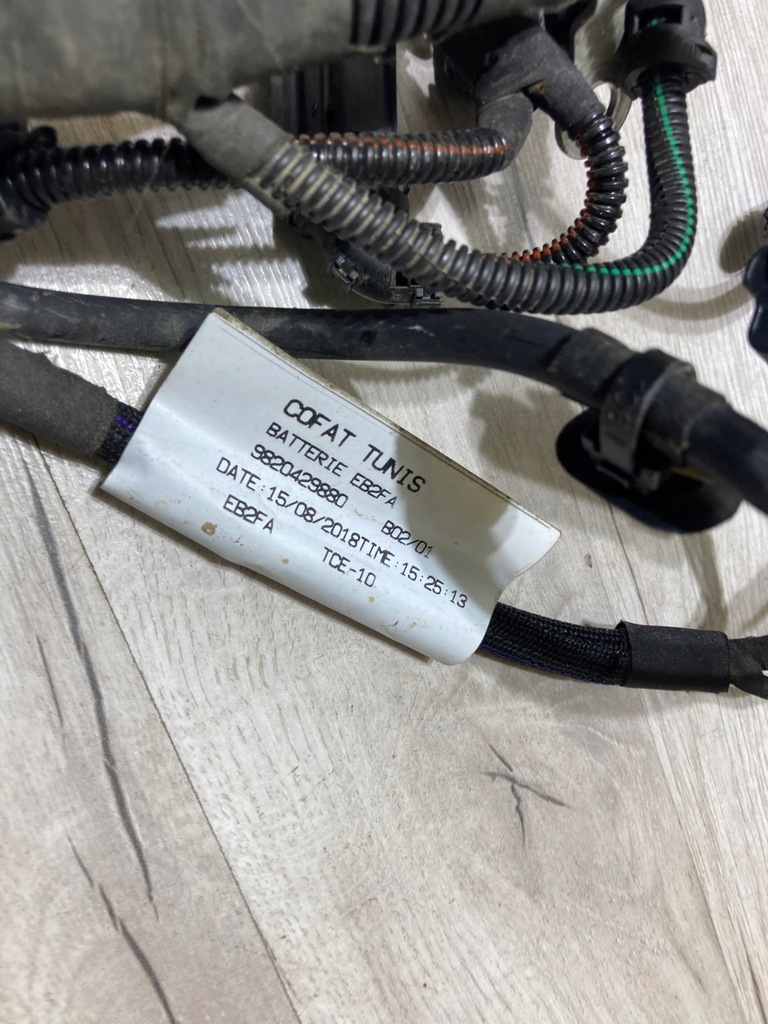 COFAT TUNIS
BATTERIE EB2FA
9820429880 B02/01
DATE:15/08/2018TIME:15:25:13
EB2FA TCE-10